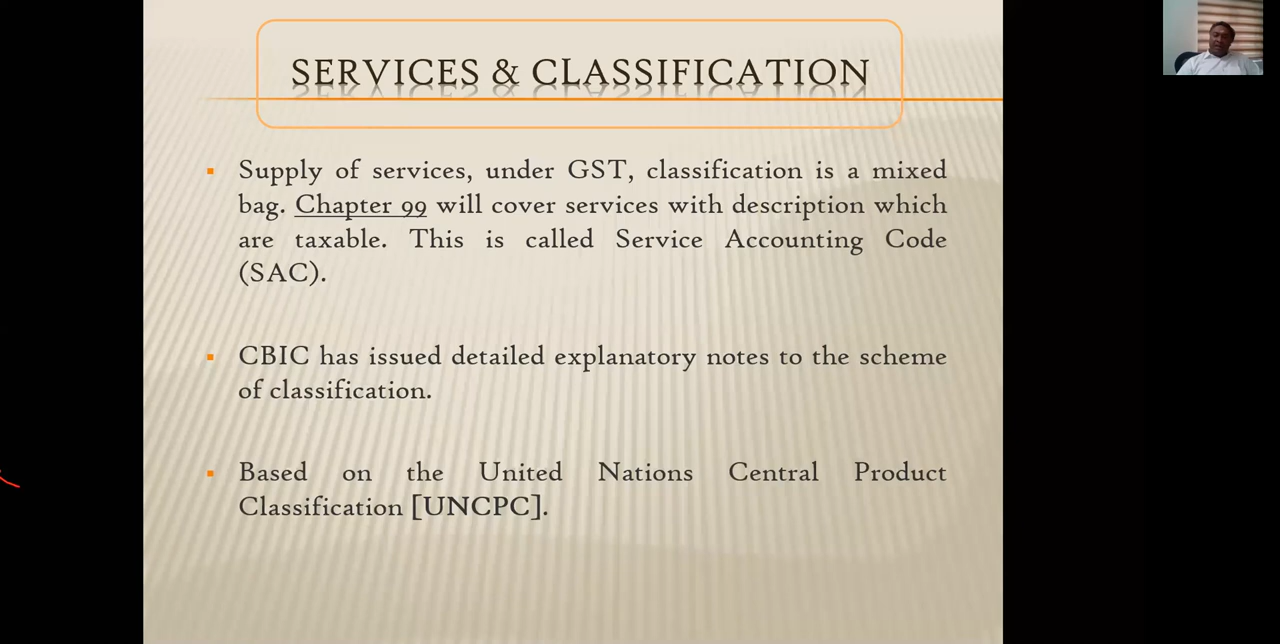 SERVICES & CLASSIFICATION
Supply of services, under GST, classification is a mixed
bag. Chapter 99 will cover services with description which
are taxable. This is called Service Accounting Code
(SAC).
CBIC has issued detailed explanatory notes to the scheme
of classification.
Based on the United Nations Central Product
Classification [UNCPC].